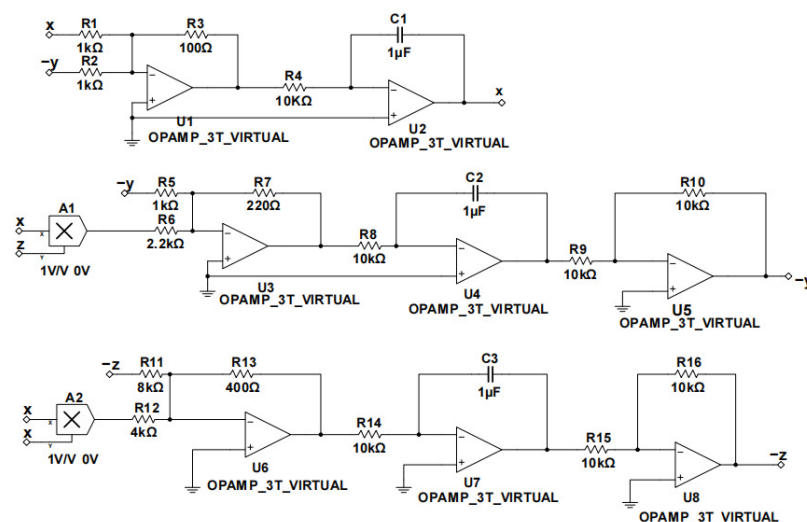 x R1 R3 C1
1kΩ 100Ω 1µF
−y R2 R4 x
1kΩ 10KΩ
U1 U2
OPAMP_3T_VIRTUAL OPAMP_3T_VIRTUAL
−y R5 R7 C2 R10
1kΩ 220Ω 1µF 10kΩ
A1 R6 R8 R9
x X 2.2kΩ 10kΩ 10kΩ −y
z Y
1V/V 0V U3 U4 U5
OPAMP_3T_VIRTUAL OPAMP_3T_VIRTUAL OPAMP_3T_VIRTUAL
−z R11 R13 C3 R16
8kΩ 400Ω 1µF 10kΩ
A2 R12 R14 R15
x X 4kΩ 10kΩ 10kΩ −z
x Y
1V/V 0V U6 U7 U8
OPAMP_3T_VIRTUAL OPAMP_3T_VIRTUAL OPAMP_3T_VIRTUAL